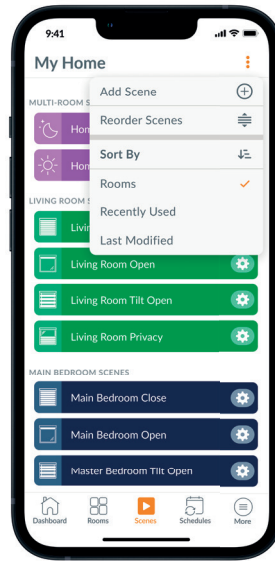 9:41
My Home
Add Scene
MULTI-ROOM S
Reorder Scenes
Hom
Sort By
Hom
Rooms
LIVING ROOM S
Recently Used
Livin
Last Modified
Living Room Open
Living Room Tilt Open
Living Room Privacy
MAIN BEDROOM SCENES
Main Bedroom Close
Main Bedroom Open
Master Bedroom Tilt Open
Dashboard Rooms Scenes Schedules More